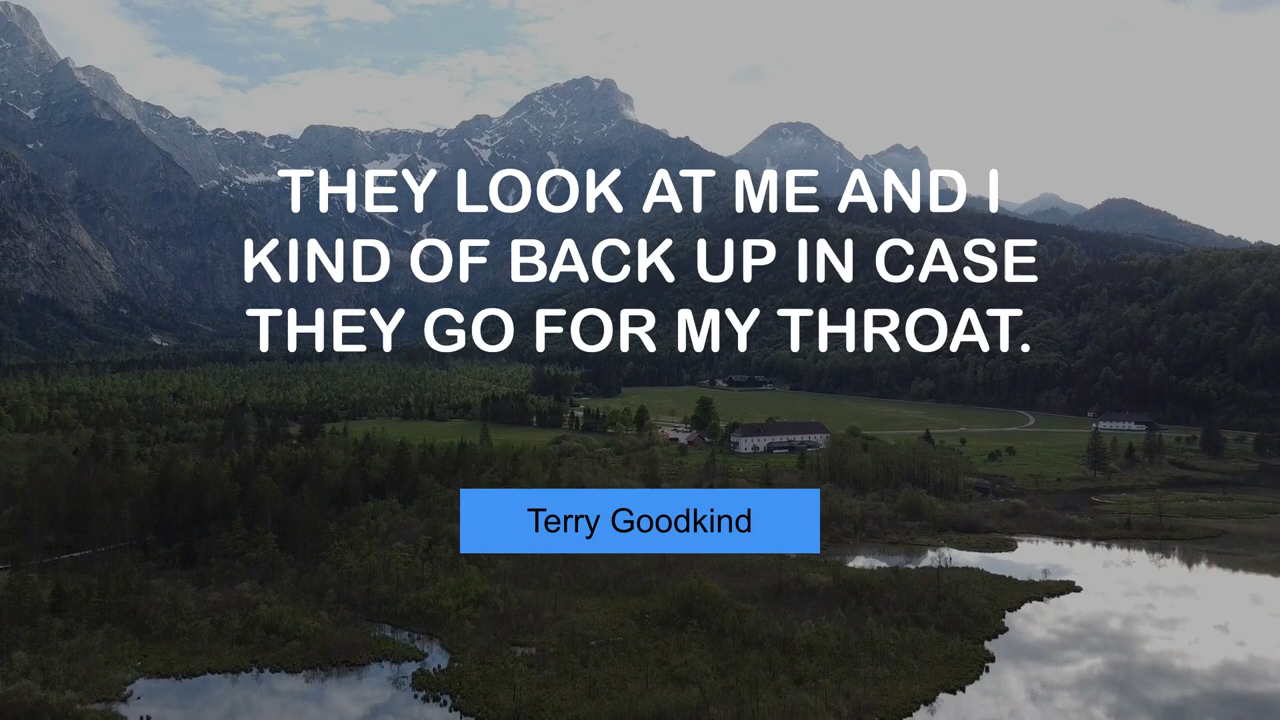 THEY LOOK AT ME AND I
KIND OF BACK UP IN CASE
THEY GO FOR MY THROAT.
Terry Goodkind